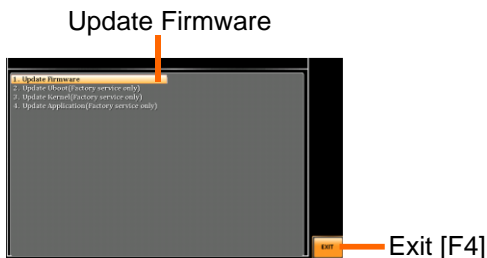 Update Firmware
1. Update Firmware
2. Update Uboot(Factory service only)
3. Update Kernel(Factory service only)
4. Update Application(Factory service only)
EXIT
Exit [F4]